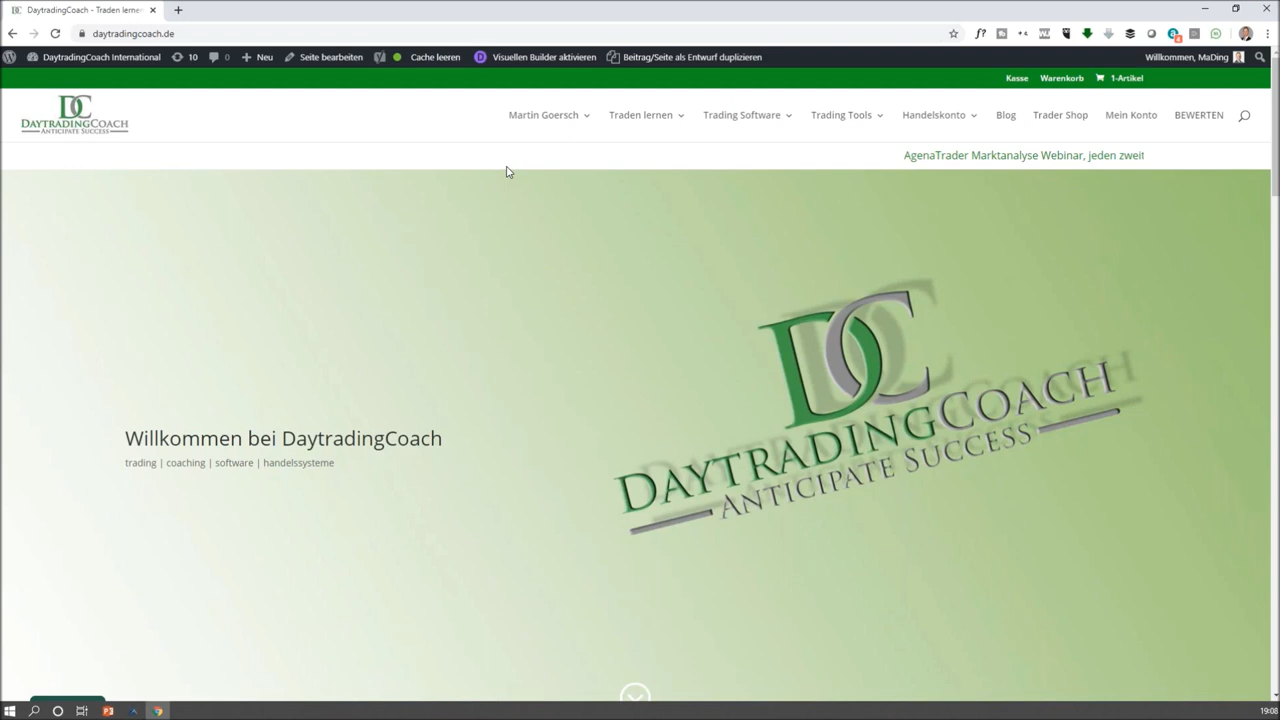 DaytradingCoach - Traden lerner
daytradingcoach.de
DaytradingCoach International
10
0
Neu
Seite bearbeiten
Cache leeren
Visuellen Builder aktivieren
Beitrag/Seite als Entwurf duplizieren
Willkommen, MaDing
Kasse
Warenkorb
1-Artikel
DC
DAYTRADINGCOACH
ANTICIPATE SUCCESS
Martin Goersch
Traden lernen
Trading Software
Trading Tools
Handelskonto
Blog
Trader Shop
Mein Konto
BEWERTEN
AgenaTrader Marktanalyse Webinar, jeden zweit
DC
DAYTRADINGCOACH
ANTICIPATE SUCCESS
Willkommen bei DaytradingCoach
trading | coaching | software | handelssysteme
19:08